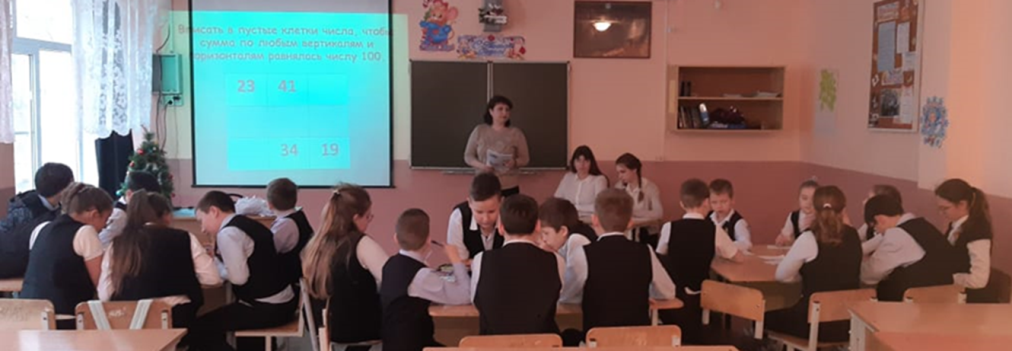 Вписать в пустые клетки числа, чтобы
сумма по любым вертикалям и
горизонталям равнялась числу 100
23 41
34 19